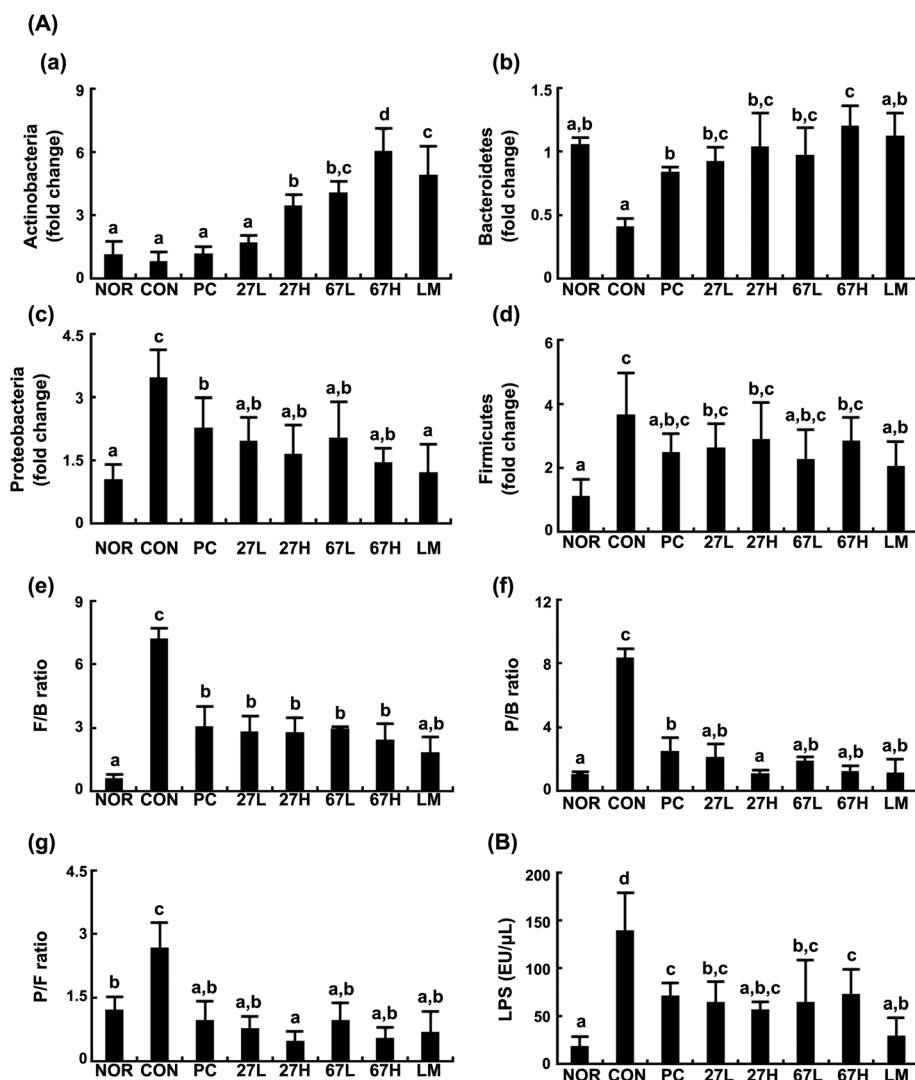 (A)
(a)
Actinobacteria
(fold change)
9
6
3
0
a
a
a
a
b
b,c
d
c
NOR CON PC 27L 27H 67L 67H LM
(b)
Bacteroidetes
(fold change)
1.5
1
0.5
0
a,b
a
b
b,c
b,c
b,c
c
a,b
NOR CON PC 27L 27H 67L 67H LM
(c)
Proteobacteria
(fold change)
4.5
3
1.5
0
a
c
b
a,b
a,b
a,b
a,b
a
NOR CON PC 27L 27H 67L 67H LM
(d)
Firmicutes
(fold change)
6
4
2
0
a
c
a,b,c
b,c
b,c
a,b,c
b,c
a,b
NOR CON PC 27L 27H 67L 67H LM
(e)
F/B ratio
9
6
3
0
a
c
b
b
b
b
b
a,b
NOR CON PC 27L 27H 67L 67H LM
(f)
P/B ratio
12
8
4
0
a
c
b
a,b
a
a,b
a,b
a,b
NOR CON PC 27L 27H 67L 67H LM
(g)
P/F ratio
4.5
3
1.5
0
b
c
a,b
a,b
a
a,b
a,b
a,b
NOR CON PC 27L 27H 67L 67H LM
(B)
LPS (EU/µL)
200
150
100
50
0
a
d
c
b,c
a,b,c
b,c
c
a,b
NOR CON PC 27L 27H 67L 67H LM